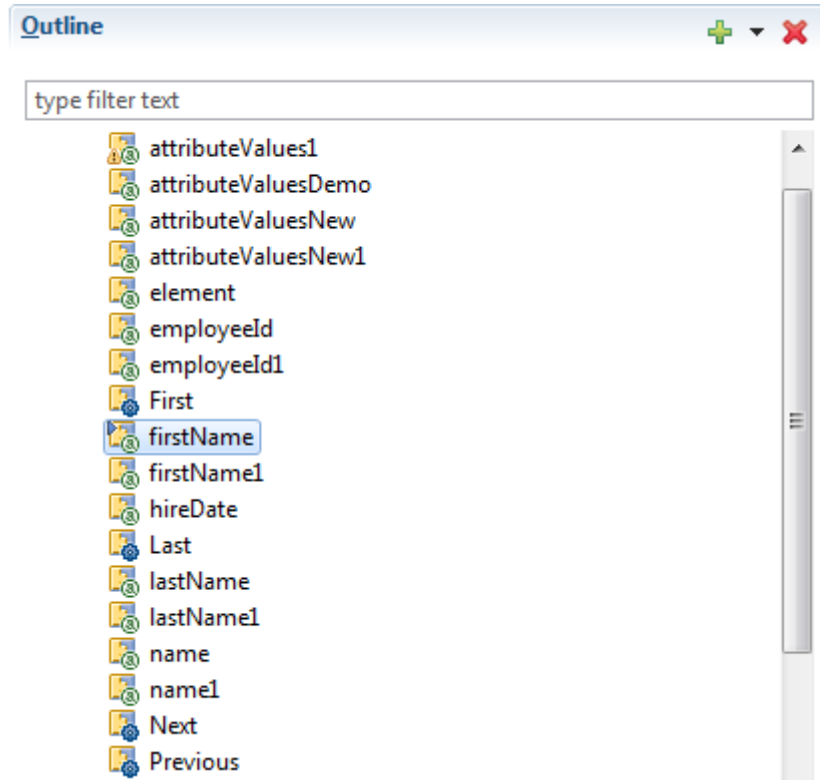 Outline
type filter text
attributeValues1
attributeValuesDemo
attributeValuesNew
attributeValuesNew1
element
employeeId
employeeId1
First
firstName
firstName1
hireDate
Last
lastName
lastName1
name
name1
Next
Previous